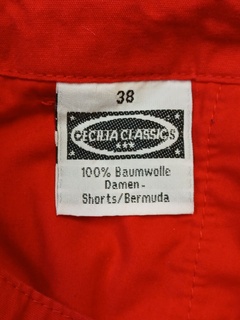 38
CECILIA CLASSICS
100% Baumwolle
Damen-
Shorts/Bermuda